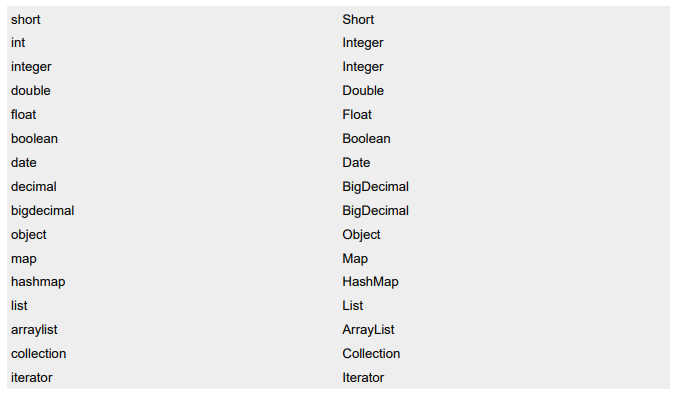 short Short
int Integer
integer Integer
double Double
float Float
boolean Boolean
date Date
decimal BigDecimal
bigdecimal BigDecimal
object Object
map Map
hashmap HashMap
list List
arraylist ArrayList
collection Collection
iterator Iterator